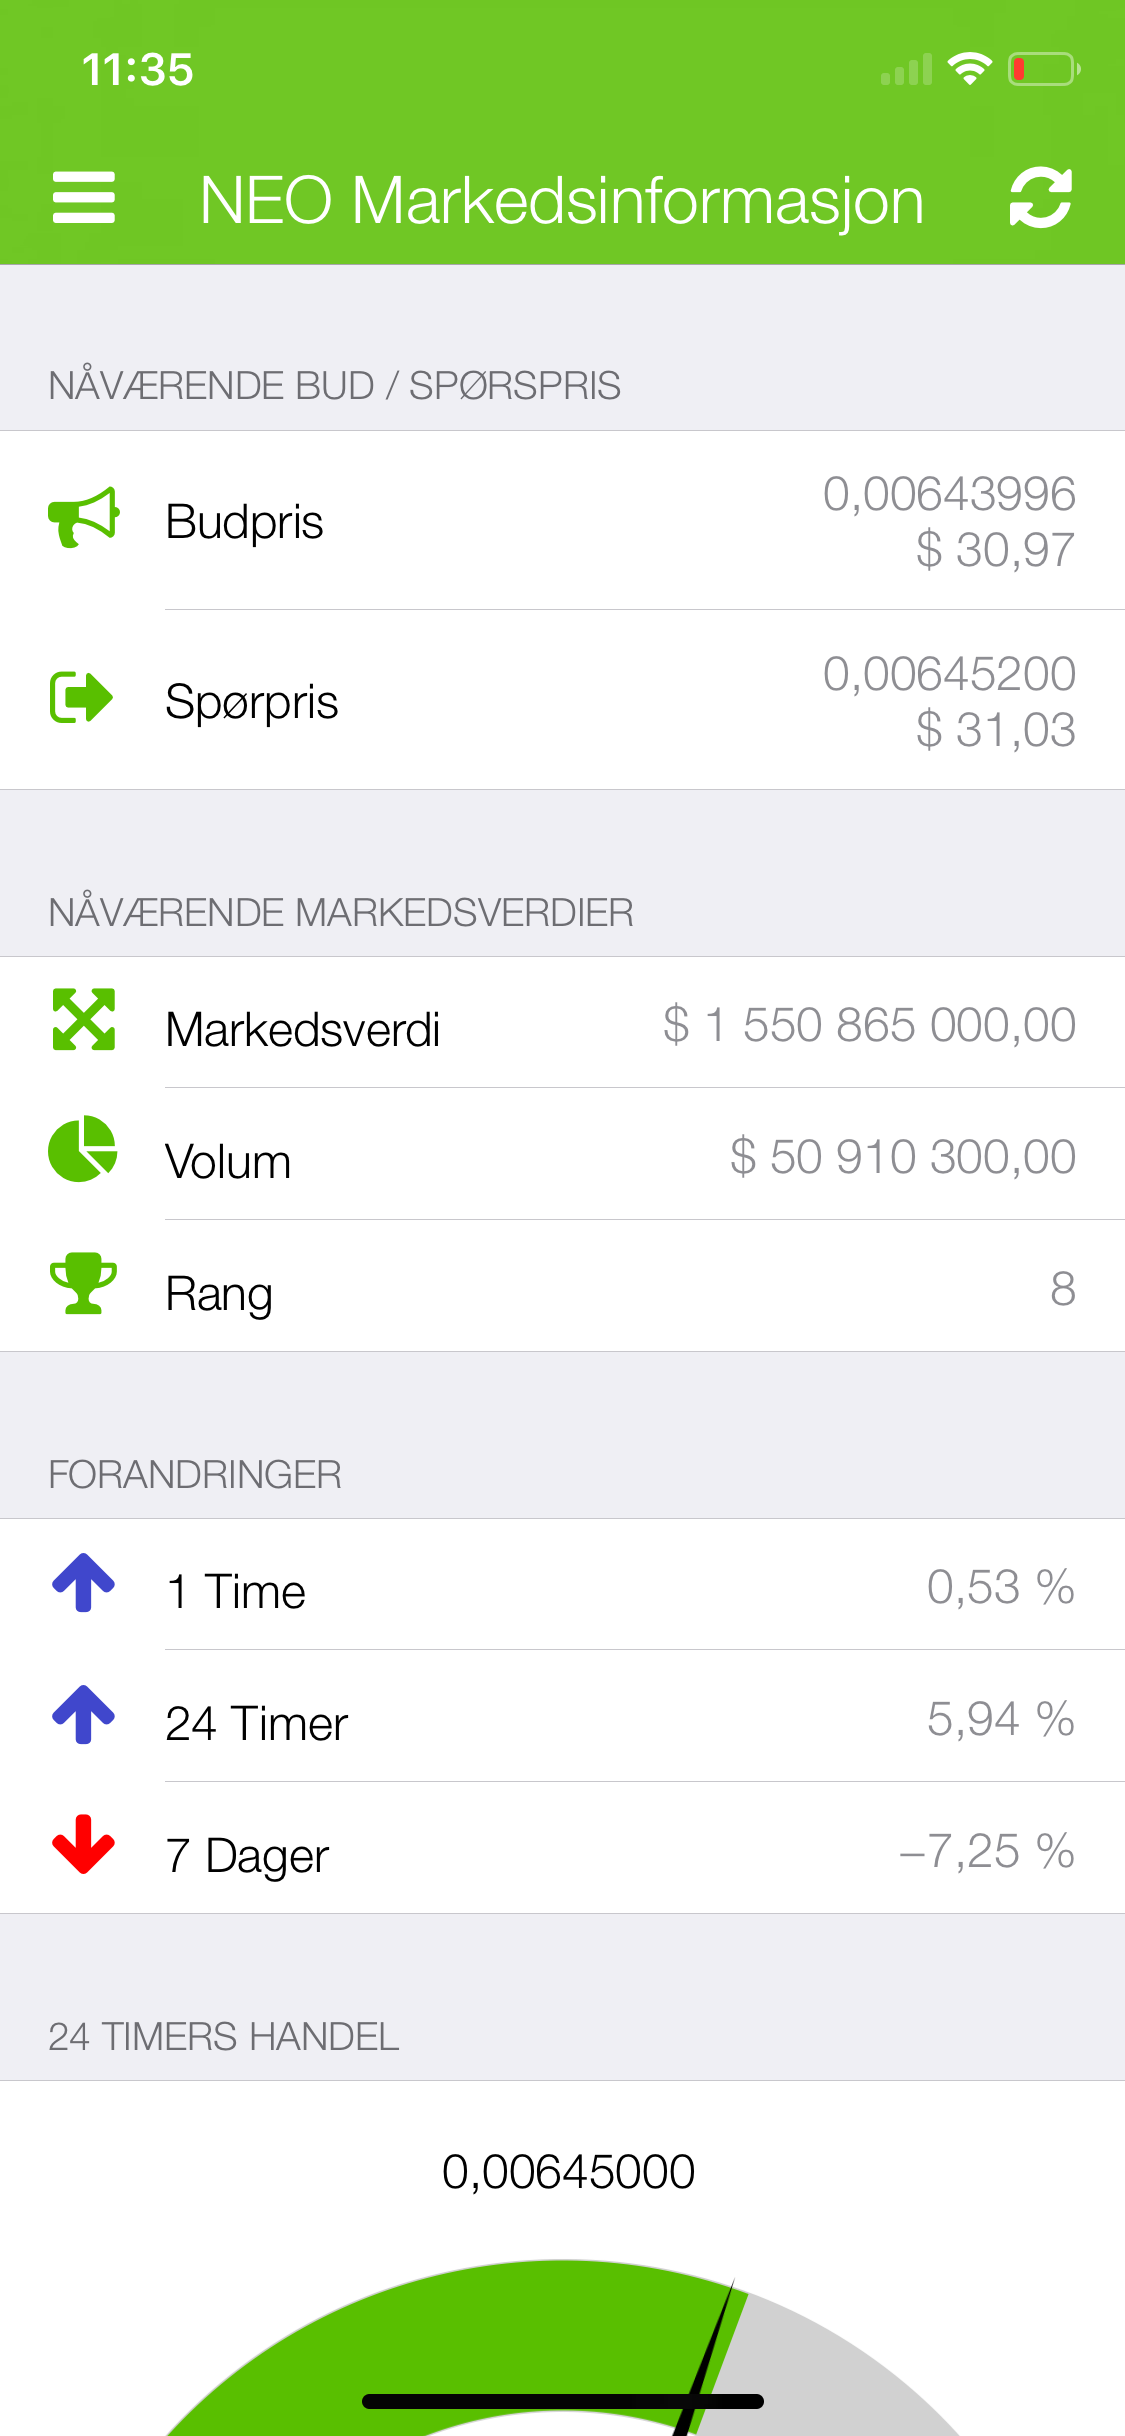 11:35
NEO Markedsinformasjon
NÅVÆRENDE BUD / SPØRSPRIS
Budpris
0,00643996
$ 30,97
Spørpris
0,00645200
$ 31,03
NÅVÆRENDE MARKEDSVERDIER
Markedsverdi $ 1 550 865 000,00
Volum $ 50 910 300,00
Rang 8
FORANDRINGER
1 Time 0,53 %
24 Timer 5,94 %
7 Dager –7,25 %
24 TIMERS HANDEL
0,00645000